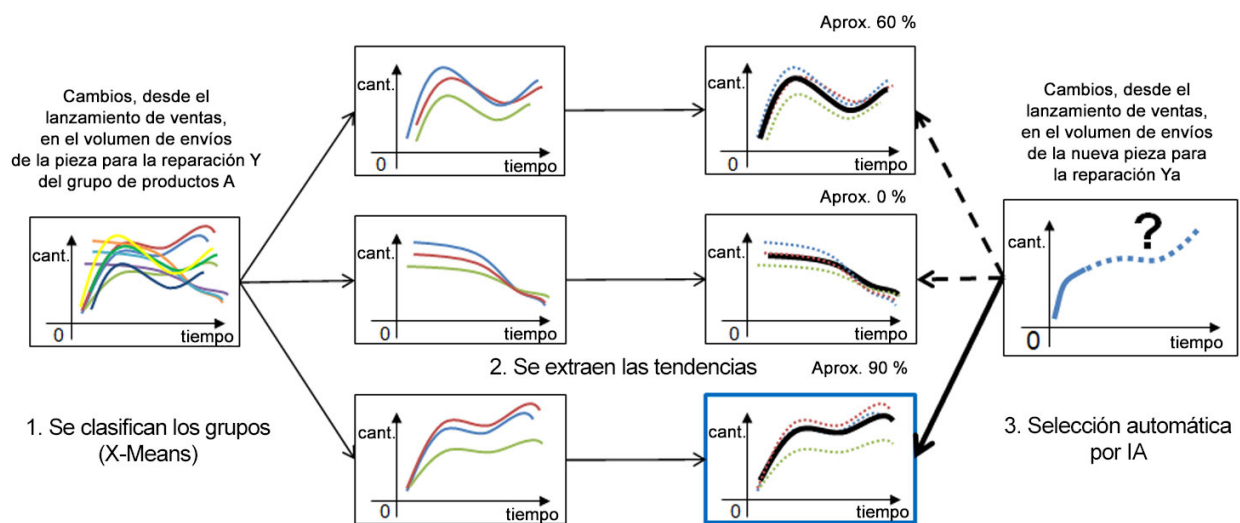 Cambios, desde el
lanzamiento de ventas,
en el volumen de envíos
de la pieza para la reparación Y
del grupo de productos A
cant.
0
tiempo
1. Se clasifican los grupos
(X-Means)
cant.
0
tiempo
cant.
0
tiempo
cant.
0
tiempo
2. Se extraen las tendencias
Aprox. 60 %
cant.
0
tiempo
Aprox. 0 %
cant.
0
tiempo
Aprox. 90 %
cant.
0
tiempo
Cambios, desde el
lanzamiento de ventas,
en el volumen de envíos
de la nueva pieza para
la reparación Ya
cant.
?
0
tiempo
3. Selección automática
por IA